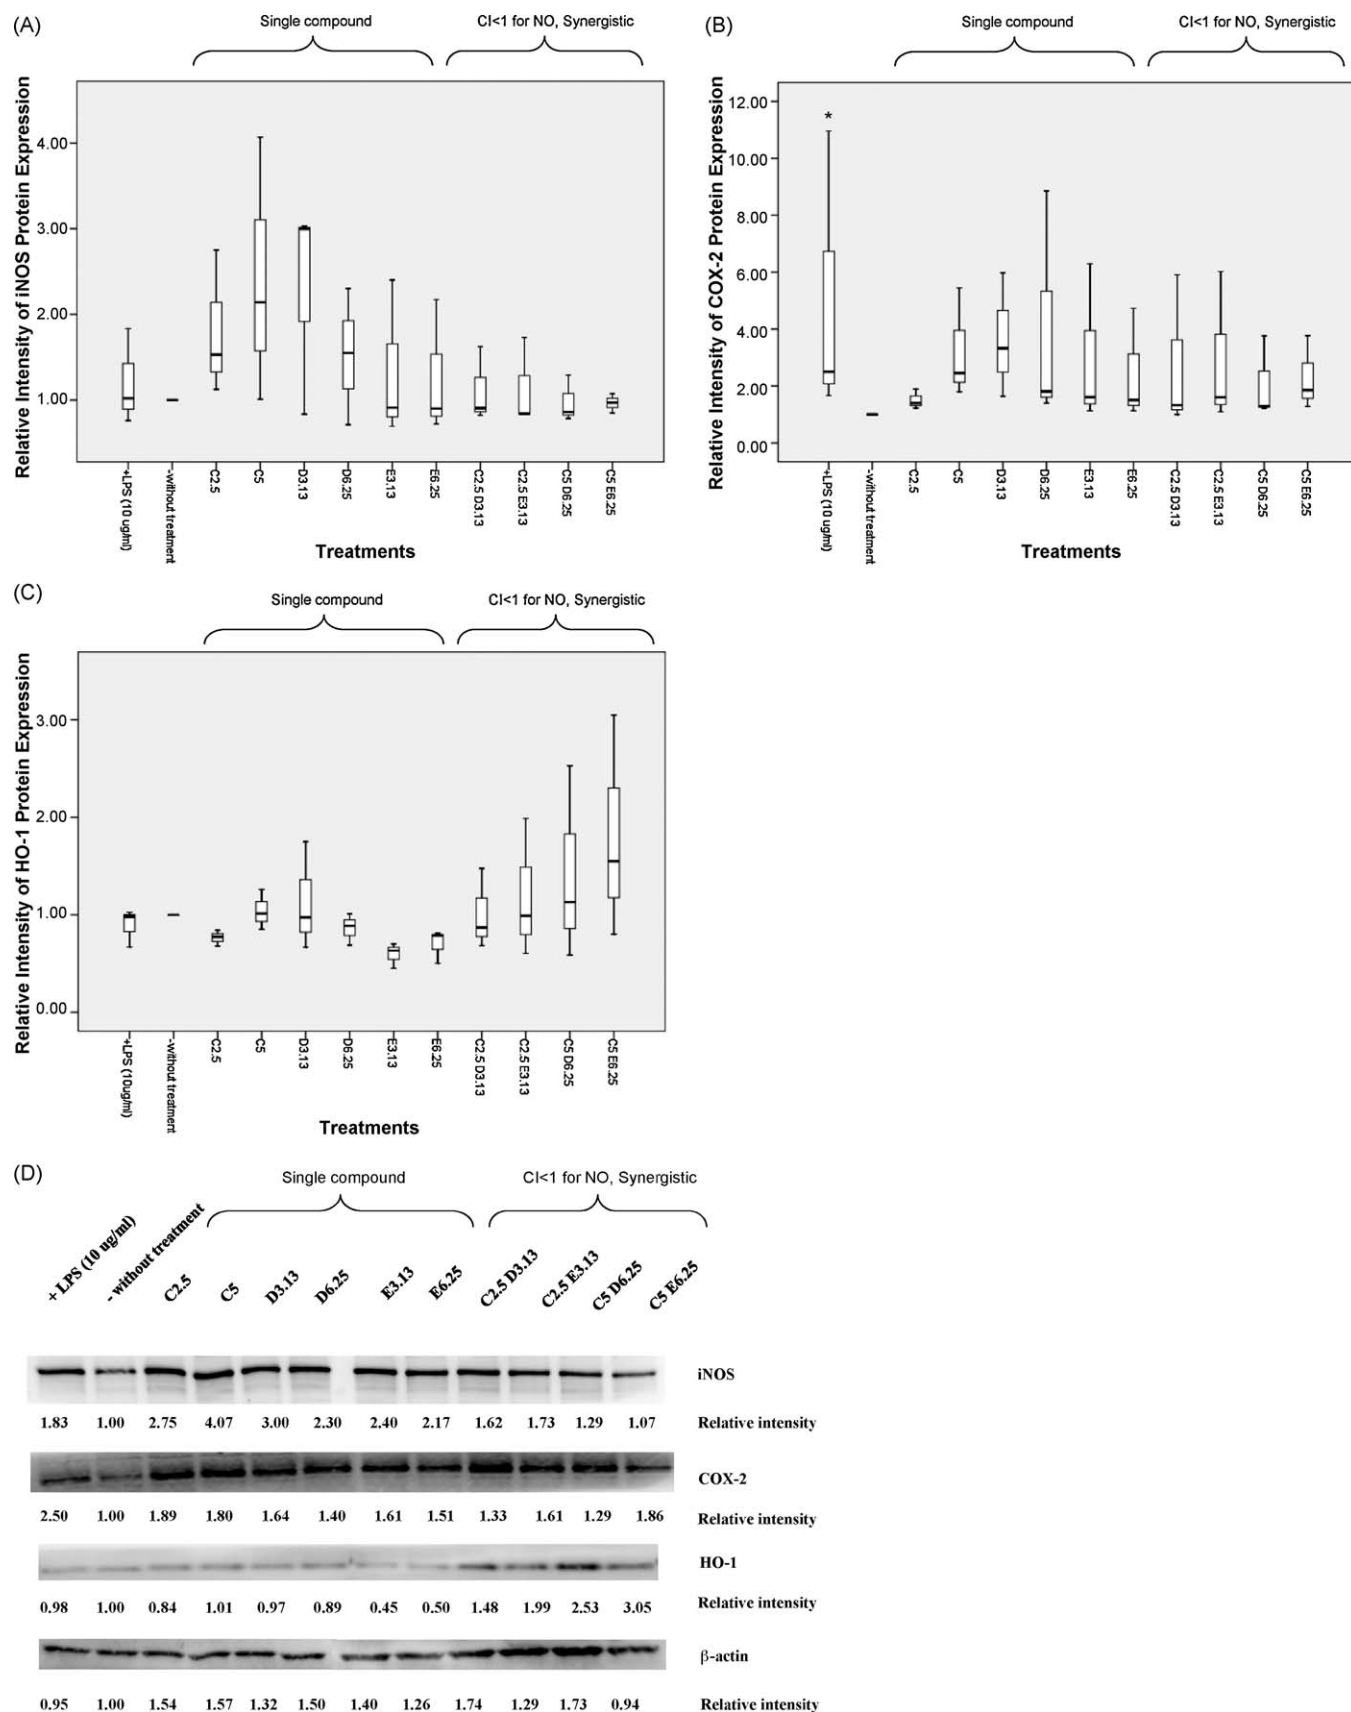 (A)
Single compound
CI<1 for NO, Synergistic
Relative Intensity of iNOS Protein Expression
4.00
3.00
2.00
1.00
+LPS (10 ug/ml)
-without treatment
C2.5
C5
D3.13
D6.25
E3.13
E6.25
C2.5 D3.13
C2.5 E3.13
C5 D6.25
C5 E6.25
Treatments
(B)
Single compound
CI<1 for NO, Synergistic
Relative Intensity of COX-2 Protein Expression
12.00
10.00
8.00
6.00
4.00
2.00
0.00
*
+LPS (10 ug/ml)
-without treatment
C2.5
C5
D3.13
D6.25
E3.13
E6.25
C2.5 D3.13
C2.5 E3.13
C5 D6.25
C5 E6.25
Treatments
(C)
Single compound
CI<1 for NO, Synergistic
Relative Intensity of HO-1 Protein Expression
3.00
2.00
1.00
0.00
+LPS (10ug/ml)
-without treatment
C2.5
C5
D3.13
D6.25
E3.13
E6.25
C2.5 D3.13
C2.5 E3.13
C5 D6.25
C5 E6.25
Treatments
(D)
Single compound
CI<1 for NO, Synergistic
+ LPS (10 ug/ml)
- without treatment
C2.5
C5
D3.13
D6.25
E3.13
E6.25
C2.5 D3.13
C2.5 E3.13
C5 D6.25
C5 E6.25
iNOS
1.83 1.00 2.75 4.07 3.00 2.30 2.40 2.17 1.62 1.73 1.29 1.07 Relative intensity
COX-2
2.50 1.00 1.89 1.80 1.64 1.40 1.61 1.51 1.33 1.61 1.29 1.86 Relative intensity
HO-1
0.98 1.00 0.84 1.01 0.97 0.89 0.45 0.50 1.48 1.99 2.53 3.05 Relative intensity
β-actin
0.95 1.00 1.54 1.57 1.32 1.50 1.40 1.26 1.74 1.29 1.73 0.94 Relative intensity